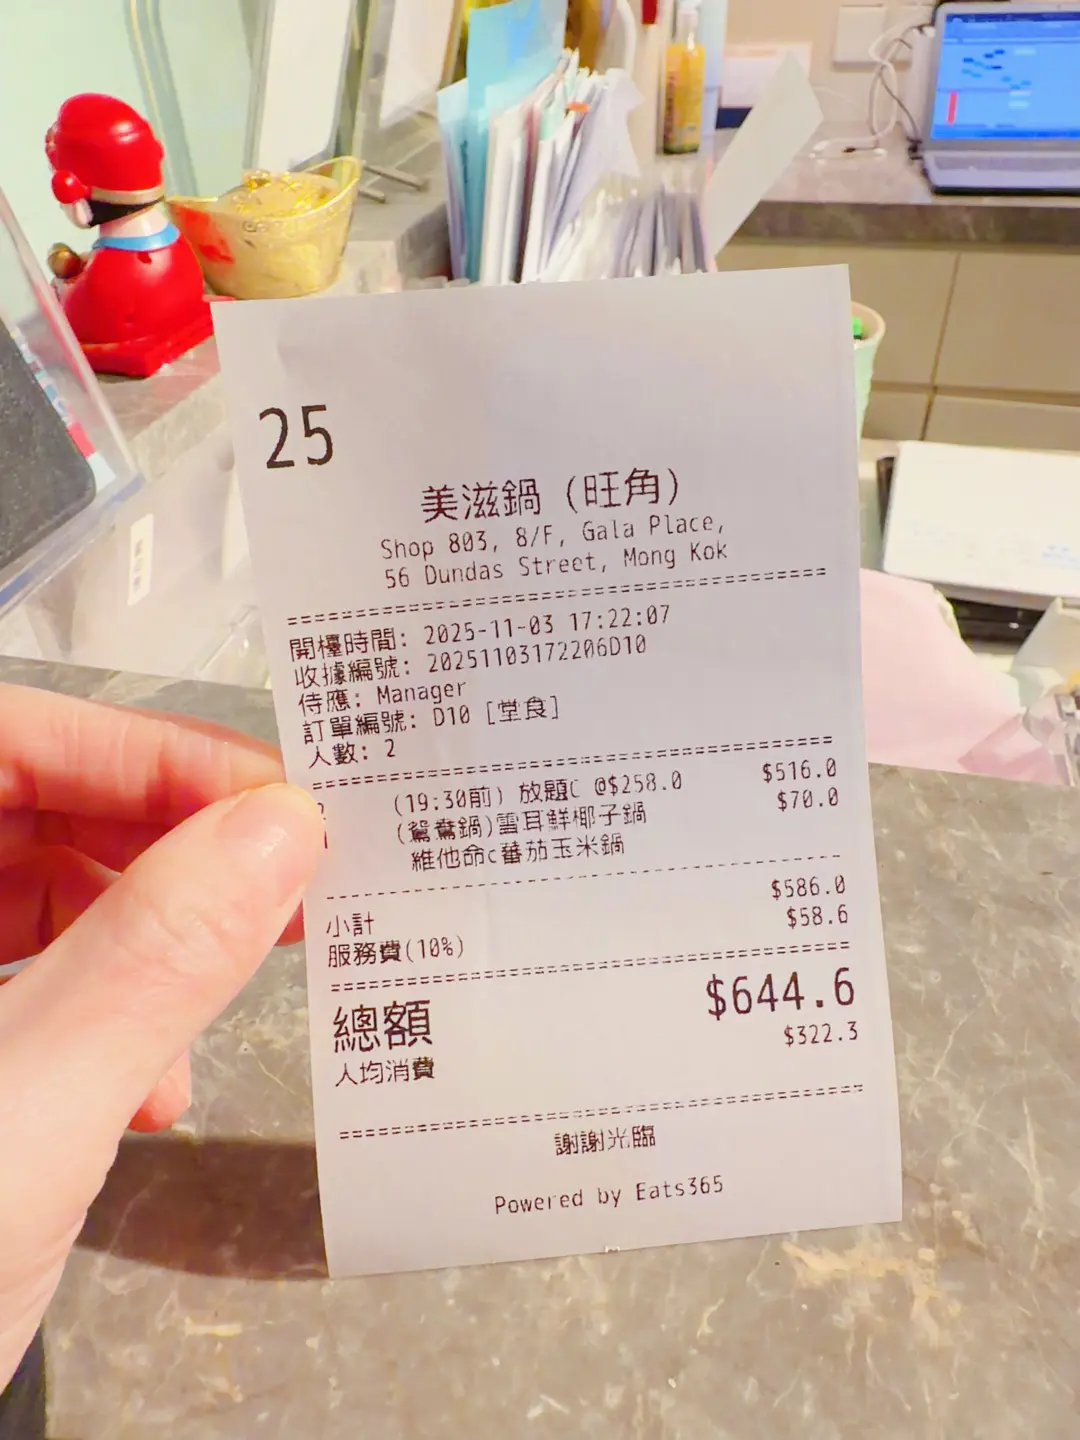 25
美滋鍋 (旺角)
Shop 803, 8/F, Gala Place,
56 Dundas Street, Mong Kok
開檯時間: 2025-11-03 17:22:07
收據編號: 20251103172206D10
侍應: Manager
訂單編號: D10 [堂食]
人數: 2
2 (19:30前) 放題C @$258.0 $516.0
1 (鴛鴦鍋)雪耳鮮椰子鍋 $70.0
維他命c蕃茄玉米鍋
小計 $586.0
服務費(10%) $58.6
總額 $644.6
人均消費 $322.3
謝謝光臨
Powered by Eats365